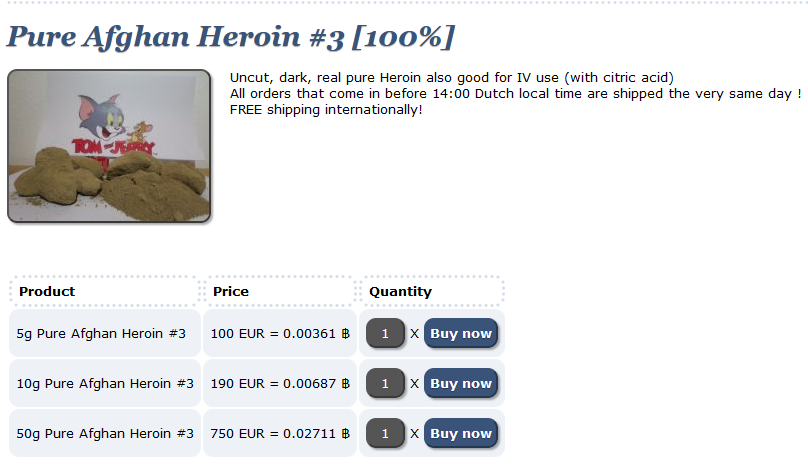 Pure Afghan Heroin #3 [100%]
TOM and JERRY
Uncut, dark, real pure Heroin also good for IV use (with citric acid)
All orders that come in before 14:00 Dutch local time are shipped the very same day !
FREE shipping internationally!
Product Price Quantity
5g Pure Afghan Heroin #3 100 EUR = 0.00361 ฿ 1 X Buy now
10g Pure Afghan Heroin #3 190 EUR = 0.00687 ฿ 1 X Buy now
50g Pure Afghan Heroin #3 750 EUR = 0.02711 ฿ 1 X Buy now